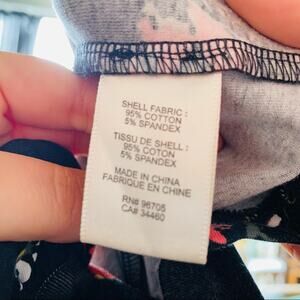 SHELL FABRIC :
95% COTTON
5% SPANDEX
TISSU DE SHELL :
95% COTON
5% SPANDEX
MADE IN CHINA
FABRIQUE EN CHINE
RN# 96705
CA# 34460